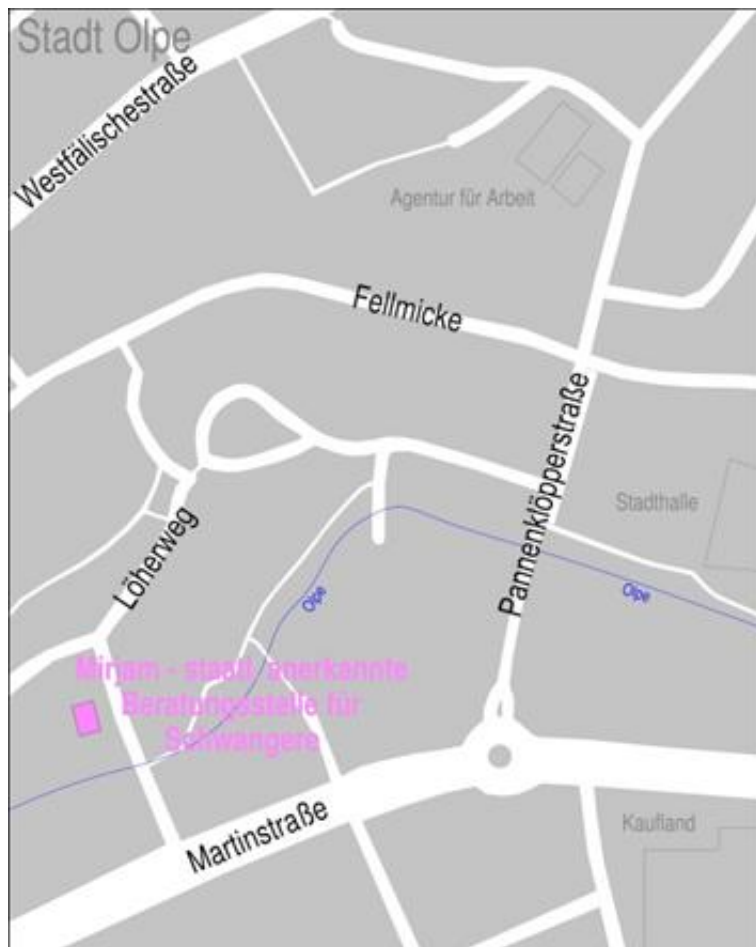 Stadt Olpe
Westfälischestraße
Agentur für Arbeit
Fellmicke
Pannenklöpperstraße
Stadthalle
Löherweg
Olpe
Olpe
Mirjam - staatl. anerkannte
Beratungsstelle für
Schwangere
Martinstraße
Kaufland